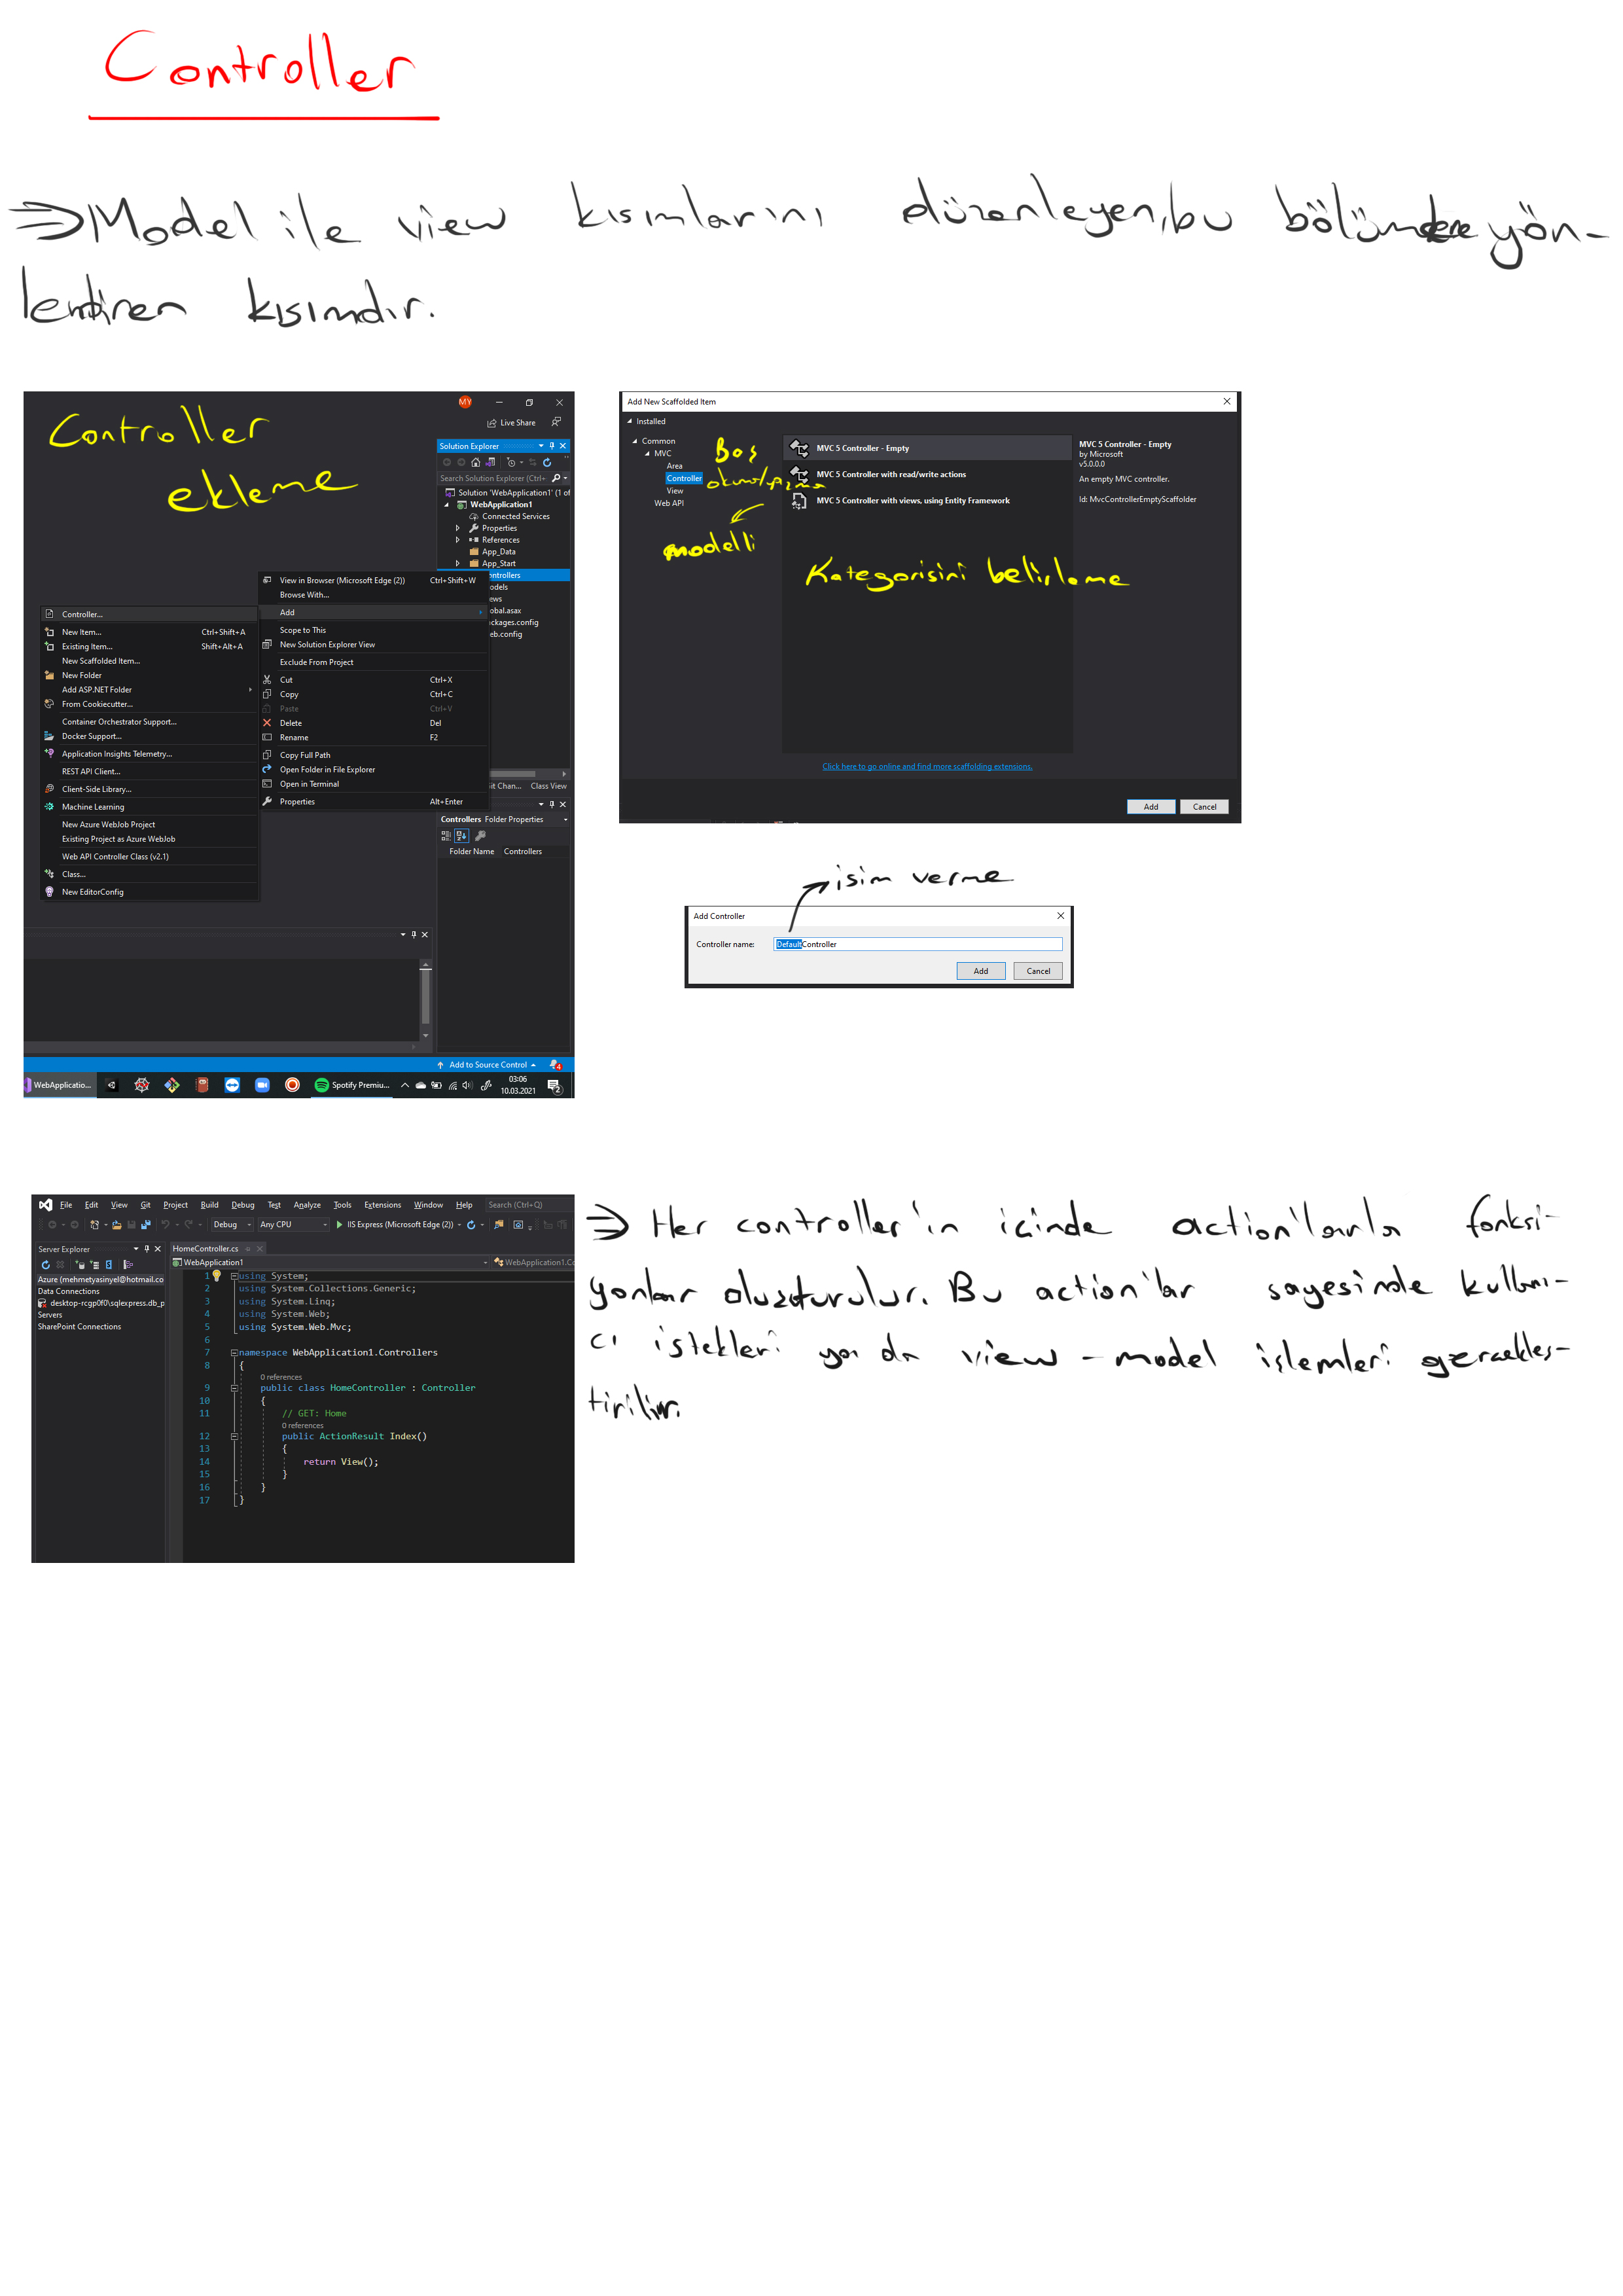 Controller
⇒Model ile view kısımlarını düzenleyen, bu bölümlere yön-
lendiren kısımdır.
Controller
ekleme
MY
Live Share
Solution Explorer
Search Solution Explorer (Ctrl+
Solution 'WebApplication1' (1 of
WebApplication1
Connected Services
Properties
References
App_Data
App_Start
ntrollers
odels
ews
obal.asax
ckages.config
eb.config
View in Browser (Microsoft Edge (2)) Ctrl+Shift+W
Browse With...
Add
Scope to This
New Solution Explorer View
Exclude From Project
Cut Ctrl+X
Copy Ctrl+C
Paste Ctrl+V
Delete Del
Rename F2
Copy Full Path
Open Folder in File Explorer
Open in Terminal
Properties Alt+Enter
Controller...
New Item... Ctrl+Shift+A
Existing Item... Shift+Alt+A
New Scaffolded Item...
New Folder
Add ASP.NET Folder
From Cookiecutter...
Container Orchestrator Support...
Docker Support...
Application Insights Telemetry...
REST API Client...
Client-Side Library...
Machine Learning
New Azure WebJob Project
Existing Project as Azure WebJob
Web API Controller Class (v2.1)
Class...
New EditorConfig
it Chan... Class View
Controllers Folder Properties
Folder Name Controllers
Add to Source Control 4
WebApplicatio... Spotify Premiu... 03:06
10.03.2021 2
Add New Scaffolded Item
Installed
Common
MVC
Area
Controller
View
Web API
Boş
okuma/yazma
modelli
MVC 5 Controller - Empty
MVC 5 Controller with read/write actions
MVC 5 Controller with views, using Entity Framework
Kategorisini belirleme
MVC 5 Controller - Empty
by Microsoft
v5.0.0.0
An empty MVC controller.
Id: MvcControllerEmptyScaffolder
Click here to go online and find more scaffolding extensions.
Add Cancel
isim verme
Add Controller
Controller name: DefaultController
Add Cancel
File Edit View Git Project Build Debug Test Analyze Tools Extensions Window Help Search (Ctrl+Q)
Debug Any CPU IIS Express (Microsoft Edge (2))
Server Explorer
Azure (mehmetyasinyel@hotmail.co
Data Connections
desktop-rcgp0f0\sqlexpress.db_p
Servers
SharePoint Connections
HomeController.cs
WebApplication1 WebApplication1.Co
1 using System;
2 using System.Collections.Generic;
3 using System.Linq;
4 using System.Web;
5 using System.Web.Mvc;
6
7 namespace WebApplication1.Controllers
8 {
0 references
9 public class HomeController : Controller
10 {
11 // GET: Home
0 references
12 public ActionResult Index()
13 {
14 return View();
15 }
16 }
17 }
⇒ Her controller'ın içinde action'larla fonksi-
yonlar oluşturulur. Bu action'lar sayesinde kullanı-
cı istekleri ya da view-model işlemleri gerçekleş-
tirilir.